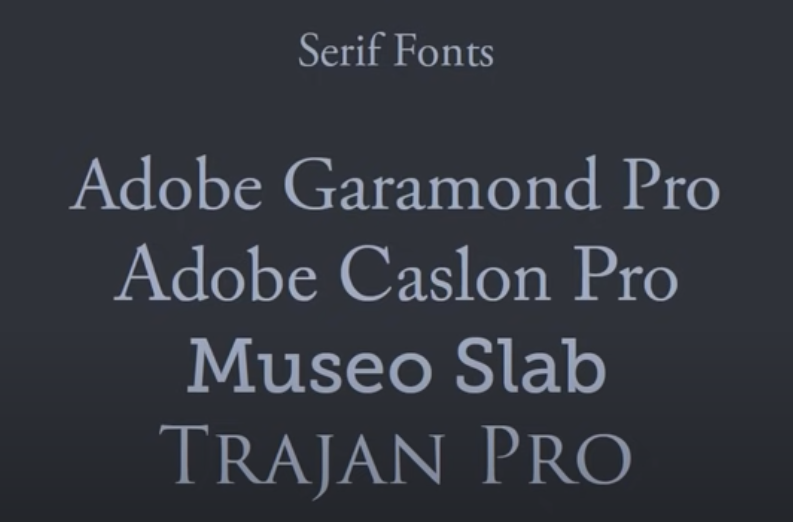 Serif Fonts
Adobe Garamond Pro
Adobe Caslon Pro
Museo Slab
TRAJAN PRO